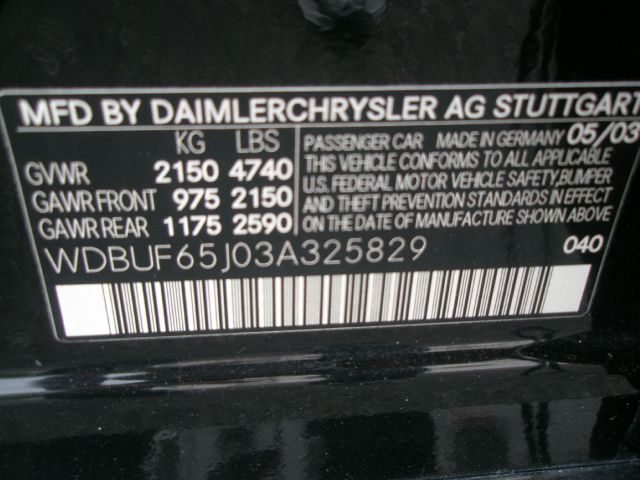 MFD BY DAIMLERCHRYSLER AG STUTTGART
KG LBS
GVWR 2150 4740
GAWR FRONT 975 2150
GAWR REAR 1175 2590
PASSENGER CAR MADE IN GERMANY 05/03
THIS VEHICLE CONFORMS TO ALL APPLICABLE
U.S. FEDERAL MOTOR VEHICLE SAFETY, BUMPER
AND THEFT PREVENTION STANDARDS IN EFFECT
ON THE DATE OF MANUFACTURE SHOWN ABOVE
WDBUF65J03A325829 040